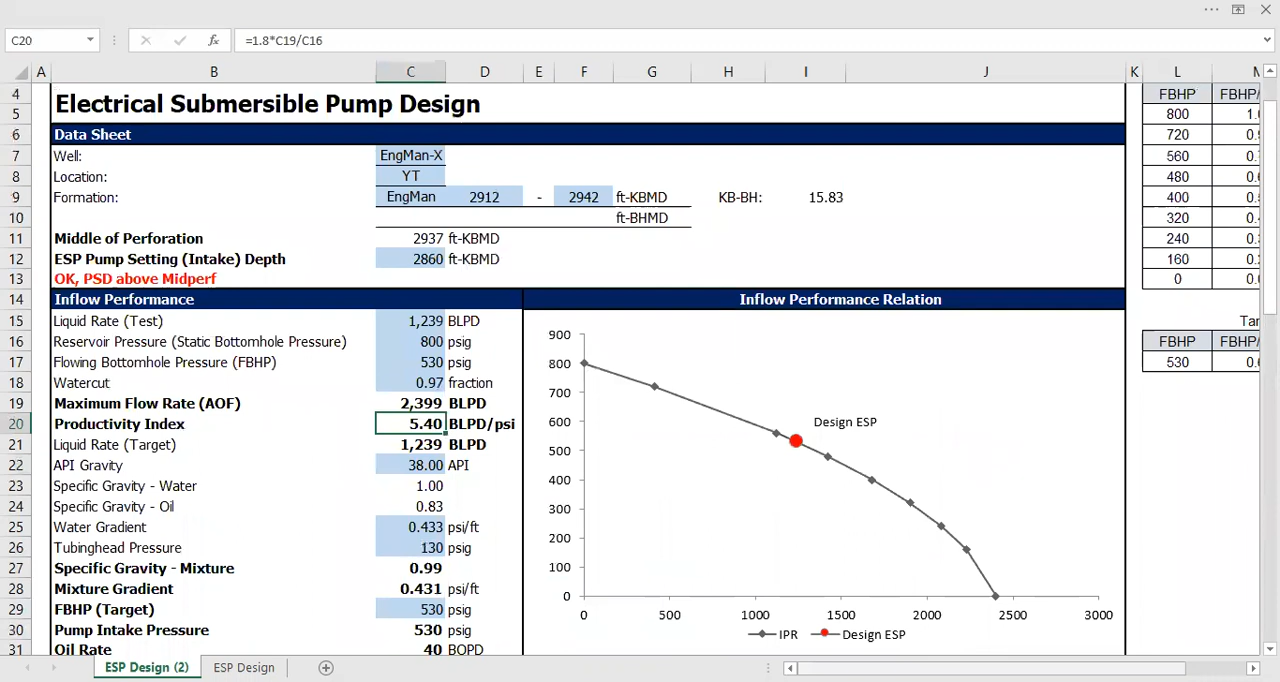 C20 fx =1.8*C19/C16
A B C D E F G H I J K L M
4 Electrical Submersible Pump Design FBHP FBHP/
5 800
6 Data Sheet 720
7 Well: EngMan-X 560
8 Location: YT 480
9 Formation: EngMan 2912 - 2942 ft-KBMD KB-BH: 15.83 400
10 ft-BHMD 320
11 Middle of Perforation 2937 ft-KBMD 240
12 ESP Pump Setting (Intake) Depth 2860 ft-KBMD 160
13 OK, PSD above Midperf 0
14 Inflow Performance Inflow Performance Relation
15 Liquid Rate (Test) 1,239 BLPD
16 Reservoir Pressure (Static Bottomhole Pressure) 800 psig FBHP FBHP/
17 Flowing Bottomhole Pressure (FBHP) 530 psig 530
18 Watercut 0.97 fraction
19 Maximum Flow Rate (AOF) 2,399 BLPD
20 Productivity Index 5.40 BLPD/psi
21 Liquid Rate (Target) 1,239 BLPD
22 API Gravity 38.00 API
23 Specific Gravity - Water 1.00
24 Specific Gravity - Oil 0.83
25 Water Gradient 0.433 psi/ft
26 Tubinghead Pressure 130 psig
27 Specific Gravity - Mixture 0.99
28 Mixture Gradient 0.431 psi/ft
29 FBHP (Target) 530 psig
30 Pump Intake Pressure 530 psig
31 Oil Rate 40 BOPD
900
800
700
600
500
400
300
200
100
0
Design ESP
0 500 1000 1500 2000 2500 3000
IPR Design ESP
ESP Design (2) ESP Design